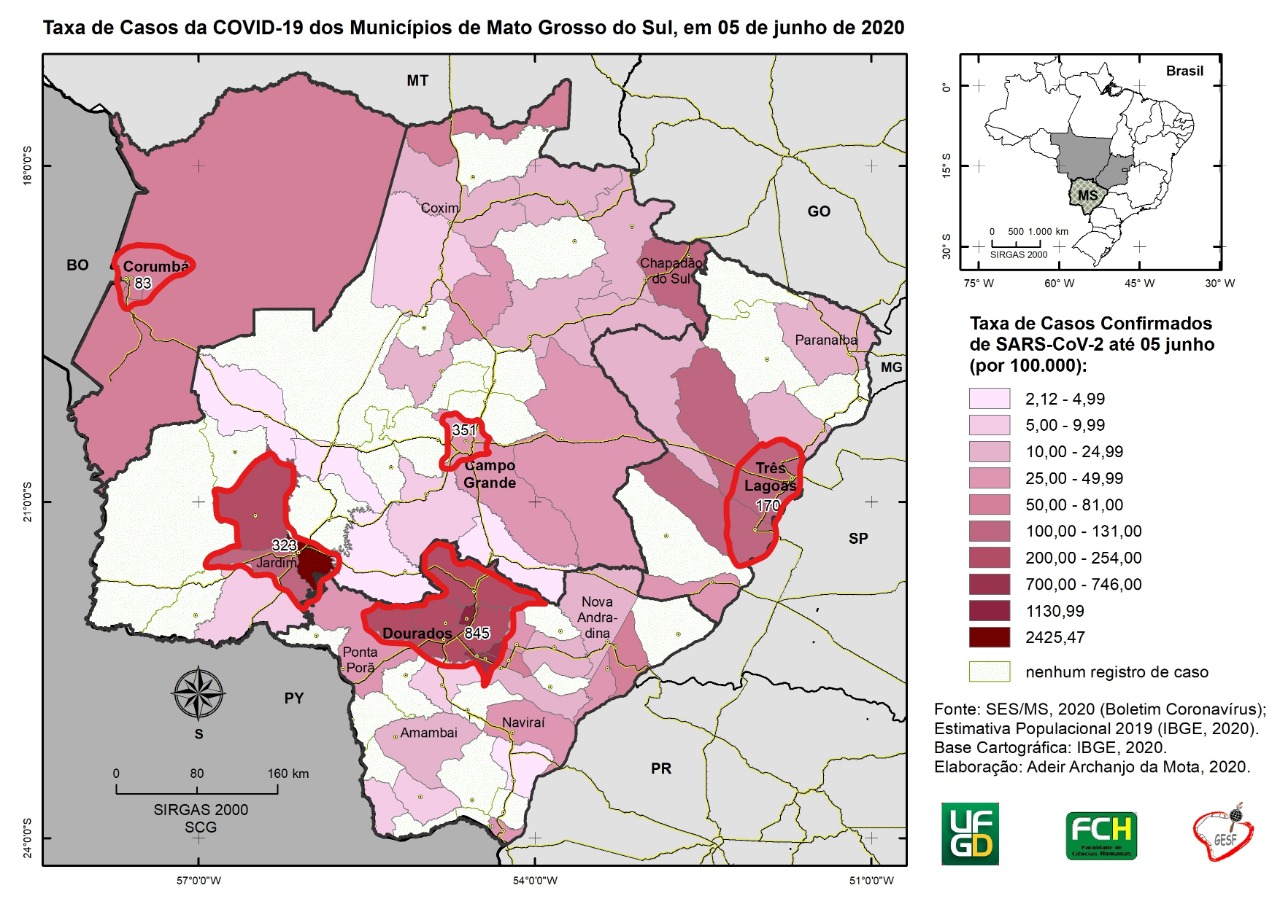 Taxa de Casos da COVID-19 dos Municípios de Mato Grosso do Sul, em 05 de junho de 2020
MT
GO
BO
MG
SP
PR
PY
Coxim
Corumbá
83
Chapadão
do Sul
Paranaíba
351
Campo
Grande
Três
Lagoas
170
323
Jardim
Dourados
845
Nova
Andra-
dina
Ponta
Porã
Naviraí
Amambai
S
0 80 160 km
SIRGAS 2000
SCG
18°0'0"S
21°0'0"S
24°0'0"S
57°0'0"W
54°0'0"W
51°0'0"W
Brasil
MS
0 500 1.000 km
SIRGAS 2000
0°
15° S
30° S
75° W
60° W
45° W
30° W
Taxa de Casos Confirmados
de SARS-CoV-2 até 05 junho
(por 100.000):
2,12 - 4,99
5,00 - 9,99
10,00 - 24,99
25,00 - 49,99
50,00 - 81,00
100,00 - 131,00
200,00 - 254,00
700,00 - 746,00
1130,99
2425,47
nenhum registro de caso
Fonte: SES/MS, 2020 (Boletim Coronavírus);
Estimativa Populacional 2019 (IBGE, 2020).
Base Cartográfica: IBGE, 2020.
Elaboração: Adeir Archanjo da Mota, 2020.
UF
GD
FCH
Faculdade de
Ciências Humanas
GESF